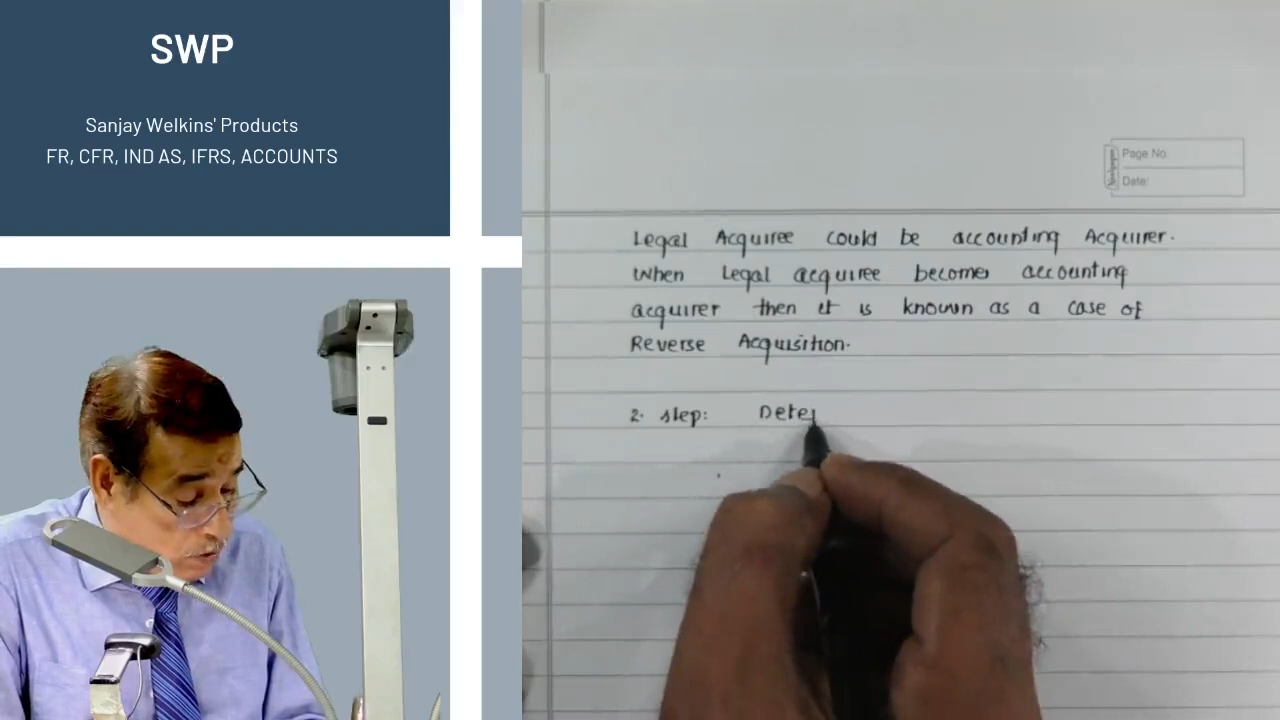 SWP
Sanjay Welkins' Products
FR, CFR, IND AS, IFRS, ACCOUNTS
Page No.
Date:
Legal Acquiree could be accounting Acquirer.
When Legal acquiree becomes accounting
acquirer then it is known as a case of
Reverse Acquisition.
2. step: Deter